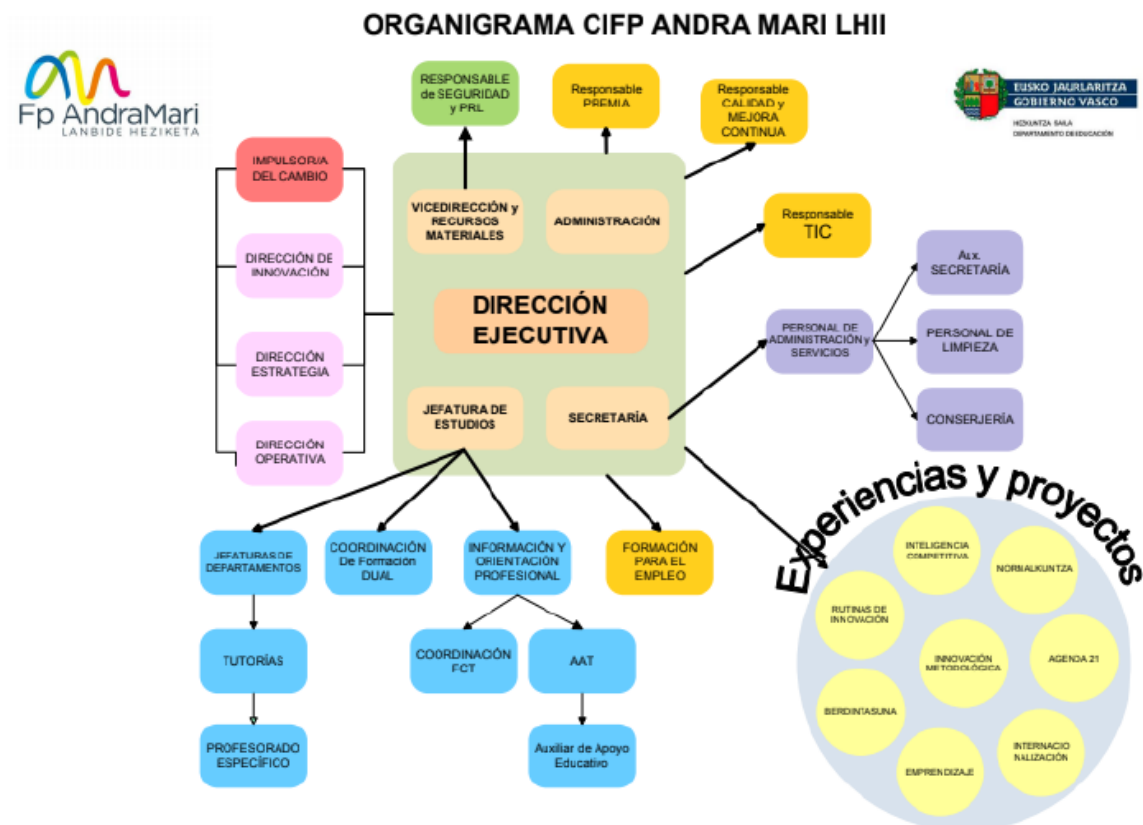 ORGANIGRAMA CIFP ANDRA MARI LHII
Fp AndraMari
LANBIDE HEZIKETA
EUSKO JAURLARITZA
GOBIERNO VASCO
HEZKUNTZA SAILA
DEPARTAMENTO DE EDUCACIÓN
RESPONSABLE
de SEGURIDAD
y PRL
Responsable
PREMIA
Responsable
CALIDAD y
MEJORA
CONTINUA
IMPULSOR/A
DEL CAMBIO
DIRECCIÓN DE
INNOVACIÓN
DIRECCIÓN
ESTRATEGIA
DIRECCIÓN
OPERATIVA
VICEDIRECCIÓN y
RECURSOS
MATERIALES
ADMINISTRACIÓN
DIRECCIÓN
EJECUTIVA
JEFATURA DE
ESTUDIOS
SECRETARÍA
Responsable
TIC
PERSONAL DE
ADMINISTRACIÓN y
SERVICIOS
Aux.
SECRETARÍA
PERSONAL DE
LIMPIEZA
CONSERJERÍA
JEFATURAS DE
DEPARTAMENTOS
COORDINACIÓN
De Formación
DUAL
INFORMACIÓN Y
ORIENTACIÓN
PROFESIONAL
FORMACIÓN
PARA EL
EMPLEO
TUTORÍAS
COORDINACIÓN
FCT
AAT
PROFESORADO
ESPECÍFICO
Auxiliar de Apoyo
Educativo
Experiencias y proyectos
INTELIGENCIA
COMPETITIVA
NORBIALKUNTZA
RUTINAS DE
INNOVACIÓN
INNOVACIÓN
METODOLÓGICA
AGENDA 21
BERDINTASUNA
EMPRENDIZAJE
INTERNACIO
NALIZACIÓN